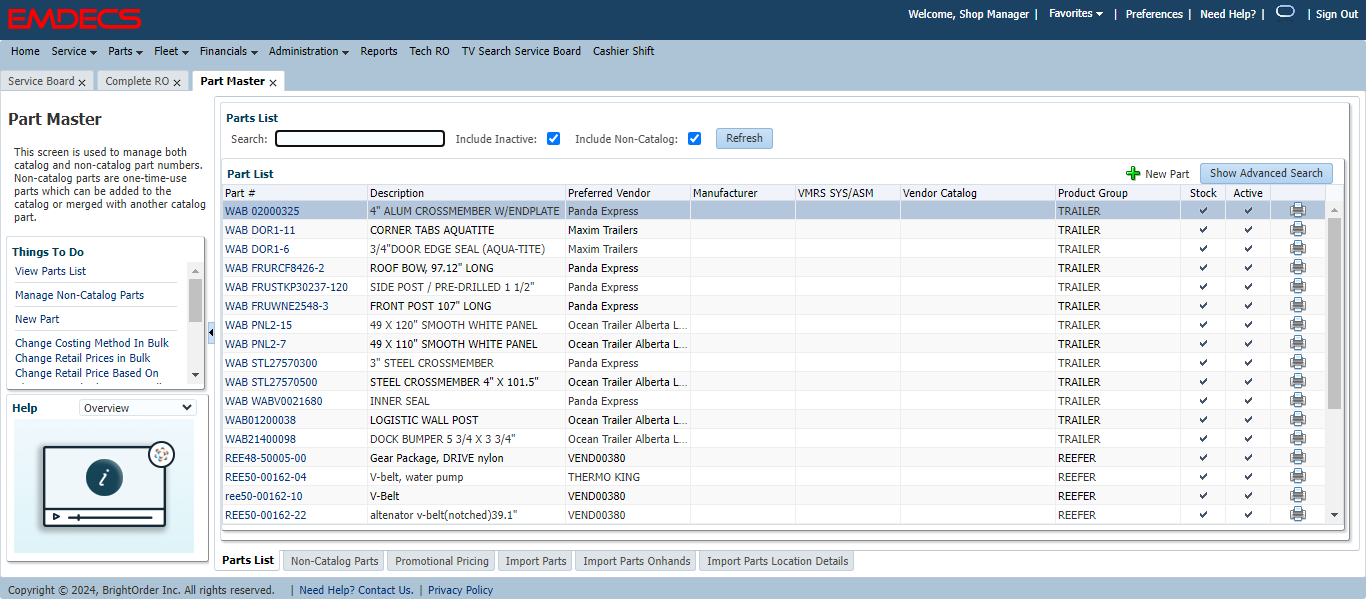 EMDECS
Welcome, Shop Manager | Favorites | Preferences | Need Help? | | Sign Out
Home Service Parts Fleet Financials Administration Reports Tech RO TV Search Service Board Cashier Shift
Service Board x Complete RO x Part Master x
Part Master
This screen is used to manage both
catalog and non-catalog part numbers.
Non-catalog parts are one-time-use
parts which can be added to the
catalog or merged with another catalog
part.
Things To Do
View Parts List
Manage Non-Catalog Parts
New Part
Change Costing Method In Bulk
Change Retail Prices in Bulk
Change Retail Price Based On
Help Overview
i
Parts List
Search: Include Inactive: Include Non-Catalog: Refresh
Part List New Part Show Advanced Search
Part # Description Preferred Vendor Manufacturer VMRS SYS/ASM Vendor Catalog Product Group Stock Active
WAB 02000325 4" ALUM CROSSMEMBER W/ENDPLATE Panda Express TRAILER
WAB DOR1-11 CORNER TABS AQUATITE Maxim Trailers TRAILER
WAB DOR1-6 3/4"DOOR EDGE SEAL (AQUA-TITE) Maxim Trailers TRAILER
WAB FRURCF8426-2 ROOF BOW, 97.12" LONG Panda Express TRAILER
WAB FRUSTKP30237-120 SIDE POST / PRE-DRILLED 1 1/2" Panda Express TRAILER
WAB FRUWNE2548-3 FRONT POST 107" LONG Panda Express TRAILER
WAB PNL2-15 49 X 120" SMOOTH WHITE PANEL Ocean Trailer Alberta L... TRAILER
WAB PNL2-7 49 X 110" SMOOTH WHITE PANEL Ocean Trailer Alberta L... TRAILER
WAB STL27570300 3" STEEL CROSSMEMBER Panda Express TRAILER
WAB STL27570500 STEEL CROSSMEMBER 4" X 101.5" Ocean Trailer Alberta L... TRAILER
WAB WABV0021680 INNER SEAL Panda Express TRAILER
WAB01200038 LOGISTIC WALL POST Ocean Trailer Alberta L... TRAILER
WAB21400098 DOCK BUMPER 5 3/4 X 3 3/4" Ocean Trailer Alberta L... TRAILER
REE48-50005-00 Gear Package, DRIVE nylon VEND00380 REEFER
REE50-00162-04 V-belt, water pump THERMO KING REEFER
ree50-00162-10 V-Belt VEND00380 REEFER
REE50-00162-22 altenator v-belt(notched)39.1" VEND00380 REEFER
Parts List Non-Catalog Parts Promotional Pricing Import Parts Import Parts Onhands Import Parts Location Details
Copyright © 2024, BrightOrder Inc. All rights reserved. | Need Help? Contact Us. | Privacy Policy